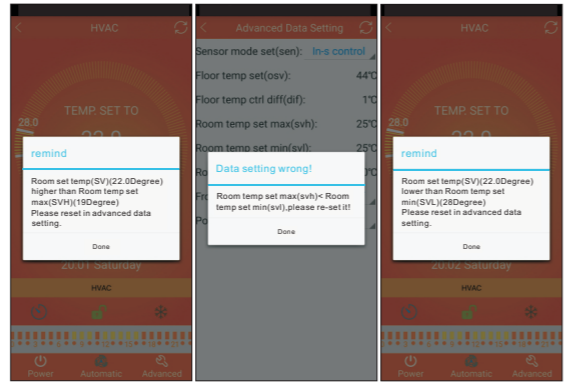 HVAC
TEMP. SET TO
28.0
22.0
remind
Room set temp(SV)(22.0Degree)
higher than Room temp set
max(SVH)(19Degree)
Please reset in advanced data
setting.
Done
20:01 Saturday
HVAC
Power
Automatic
Advanced
Advanced Data Setting
Sensor mode set(sen): In-s control
Floor temp set(osv): 44°C
Floor temp ctrl diff(dif): 1°C
Room temp set max(svh): 25°C
Room temp set min(svl): 25°C
Data setting wrong!
Room temp set max(svh)< Room
temp set min(svl),please re-set it!
Done
HVAC
TEMP. SET TO
28.0
22.0
remind
Room set temp(SV)(22.0Degree)
lower than Room temp set
min(SVL)(28Degree)
Please reset in advanced data
setting.
Done
20:02 Saturday
HVAC
Power
Automatic
Advanced